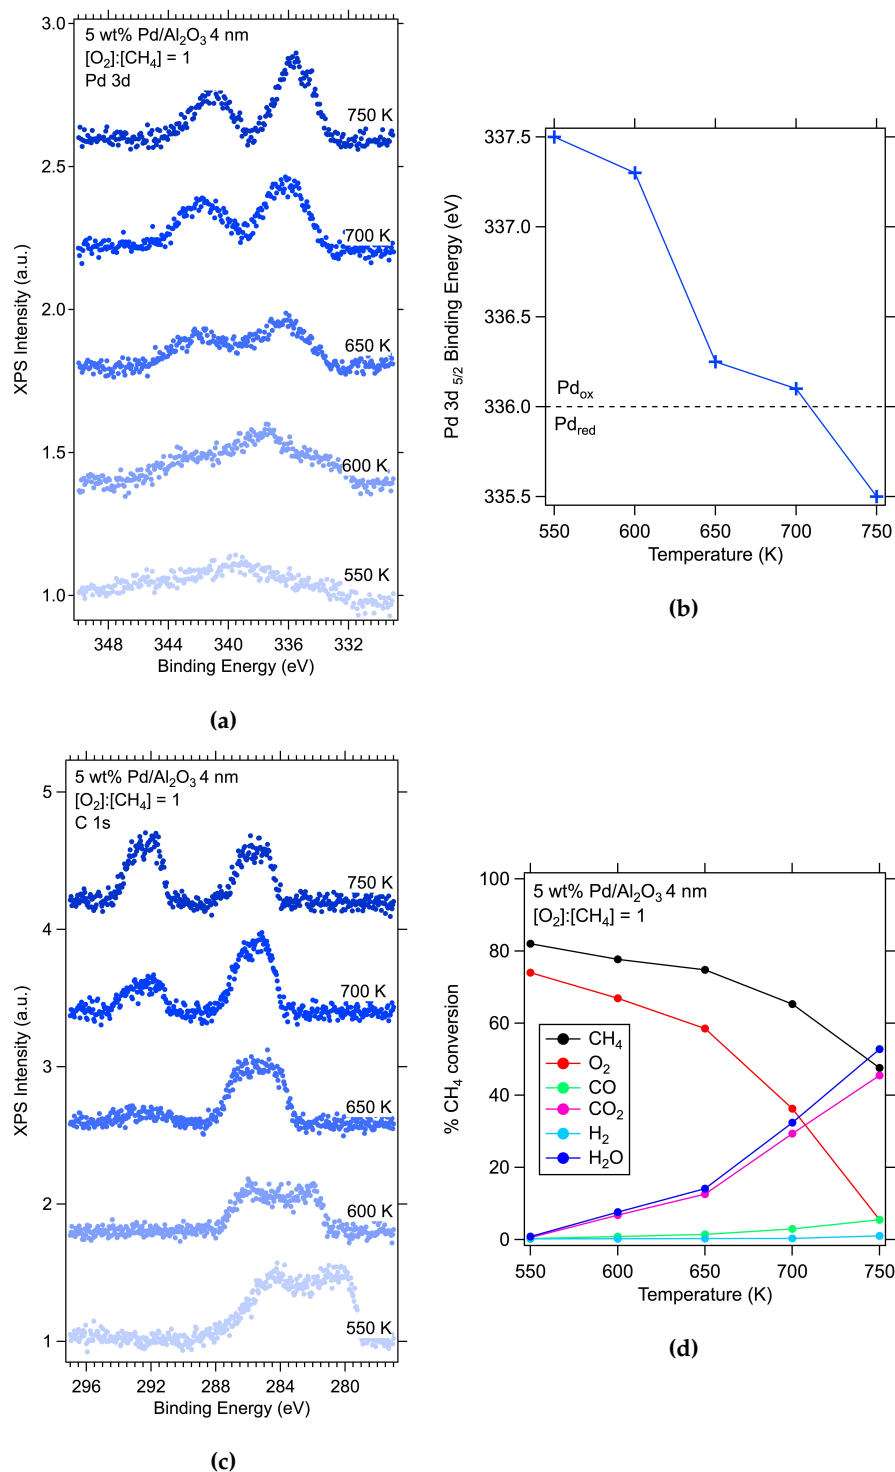 3.0
5 wt% Pd/Al₂O₃ 4 nm
[O₂]:[CH₄] = 1
Pd 3d
750 K
2.5
700 K
2.0
650 K
1.5
600 K
550 K
1.0
XPS Intensity (a.u.)
348 344 340 336 332
Binding Energy (eV)
(a)
337.5
337.0
336.5
336.0
335.5
Pd 3d 5/2 Binding Energy (eV)
Pdox
Pdred
550 600 650 700 750
Temperature (K)
(b)
5
5 wt% Pd/Al₂O₃ 4 nm
[O₂]:[CH₄] = 1
C 1s
750 K
4
700 K
3
650 K
2
600 K
550 K
1
XPS Intensity (a.u.)
296 292 288 284 280
Binding Energy (eV)
(c)
100
80
60
40
20
0
% CH₄ conversion
5 wt% Pd/Al₂O₃ 4 nm
[O₂]:[CH₄] = 1
CH₄
O₂
CO
CO₂
H₂
H₂O
550 600 650 700 750
Temperature (K)
(d)